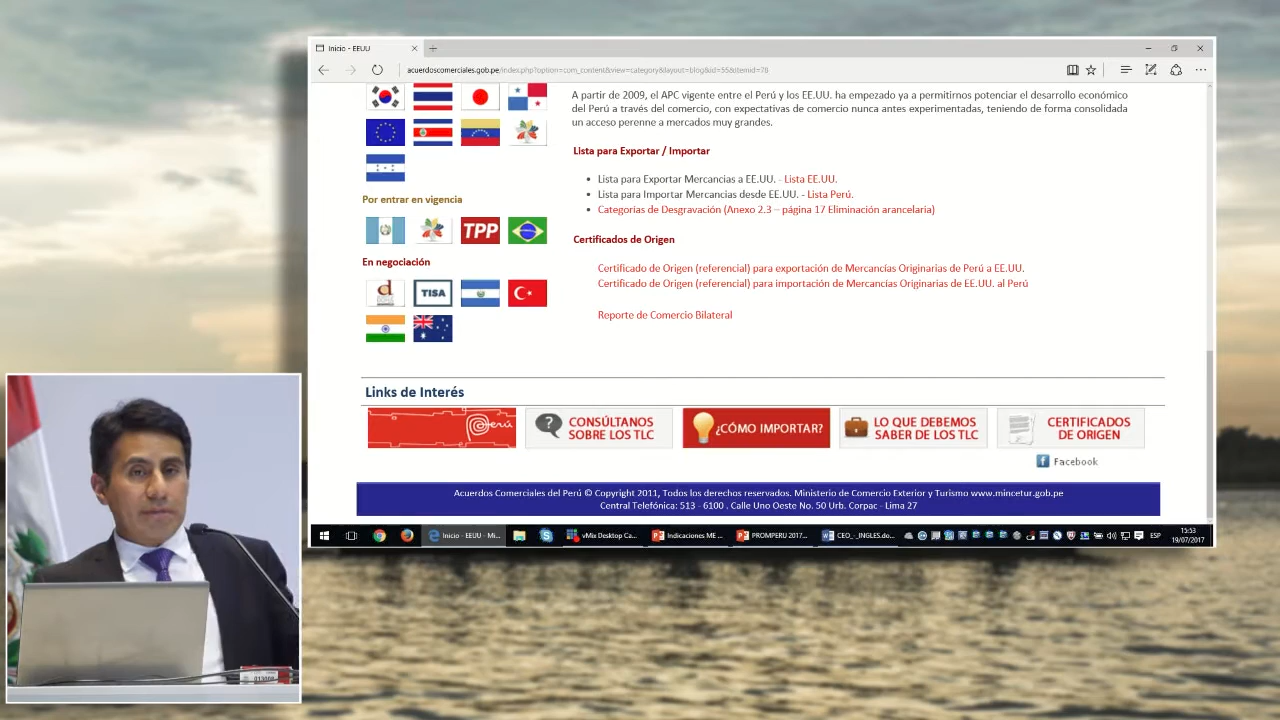 Inicio - EEUU
acuerdoscomerciales.gob.pe/index.php?option=com_content&view=category&layout=blog&id=55&Itemid=78
A partir de 2009, el APC vigente entre el Perú y los EE.UU. ha empezado ya a permitirnos potenciar el desarrollo económico
del Perú a través del comercio, con expectativas de comercio nunca antes experimentadas, teniendo de forma consolidada
un acceso perenne a mercados muy grandes.
Lista para Exportar / Importar
Lista para Exportar Mercancias a EE.UU. - Lista EE.UU.
Lista para Importar Mercancias desde EE.UU. - Lista Perú.
Categorías de Desgravación (Anexo 2.3 – página 17 Eliminación arancelaria)
Por entrar en vigencia
TPP
Certificados de Origen
En negociación
Certificado de Origen (referencial) para exportación de Mercancías Originarias de Perú a EE.UU.
Certificado de Origen (referencial) para importación de Mercancías Originarias de EE.UU. al Perú
d
TISA
Reporte de Comercio Bilateral
Links de Interés
Perú
CONSÚLTANOS
SOBRE LOS TLC
¿CÓMO IMPORTAR?
LO QUE DEBEMOS
SABER DE LOS TLC
CERTIFICADOS
DE ORIGEN
Facebook
Acuerdos Comerciales del Perú © Copyright 2011, Todos los derechos reservados. Ministerio de Comercio Exterior y Turismo www.mincetur.gob.pe
Central Telefónica: 513 - 6100 . Calle Uno Oeste No. 50 Urb. Corpac - Lima 27
Inicio - EEUU - Mi...
vMix Desktop Ca...
Indicaciones ME ...
PROMPERU 2017...
CEO_-_INGLES.do...
ESP
15:53
19/07/2017